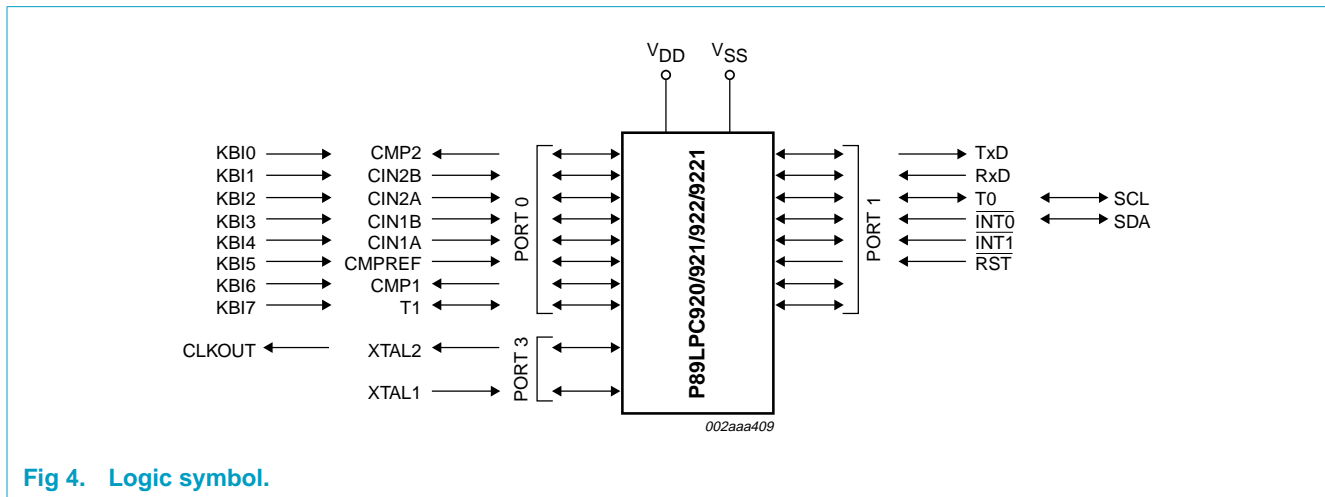 VDD VSS
KBI0 CMP2 TxD
KBI1 CIN2B RxD
KBI2 CIN2A T0 SCL
KBI3 CIN1B INT0 SDA
KBI4 CIN1A INT1
KBI5 CMPREF RST
KBI6 CMP1
KBI7 T1
PORT 0
P89LPC920/921/922/9221
PORT 1
CLKOUT XTAL2
XTAL1
PORT 3
002aaa409
Fig 4. Logic symbol.